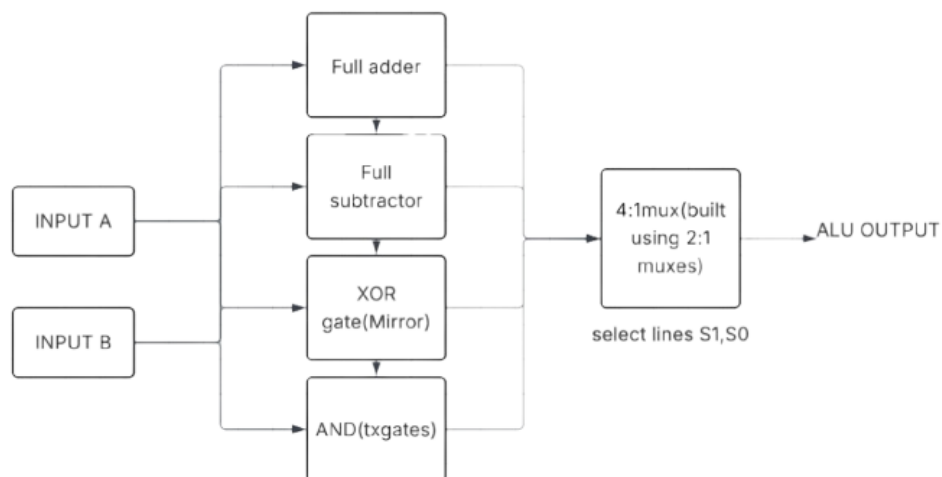 Full adder
Full
subtractor
INPUT A
XOR
gate(Mirror)
INPUT B
AND(txgates)
4:1mux(built
using 2:1
muxes)
select lines S1,S0
ALU OUTPUT